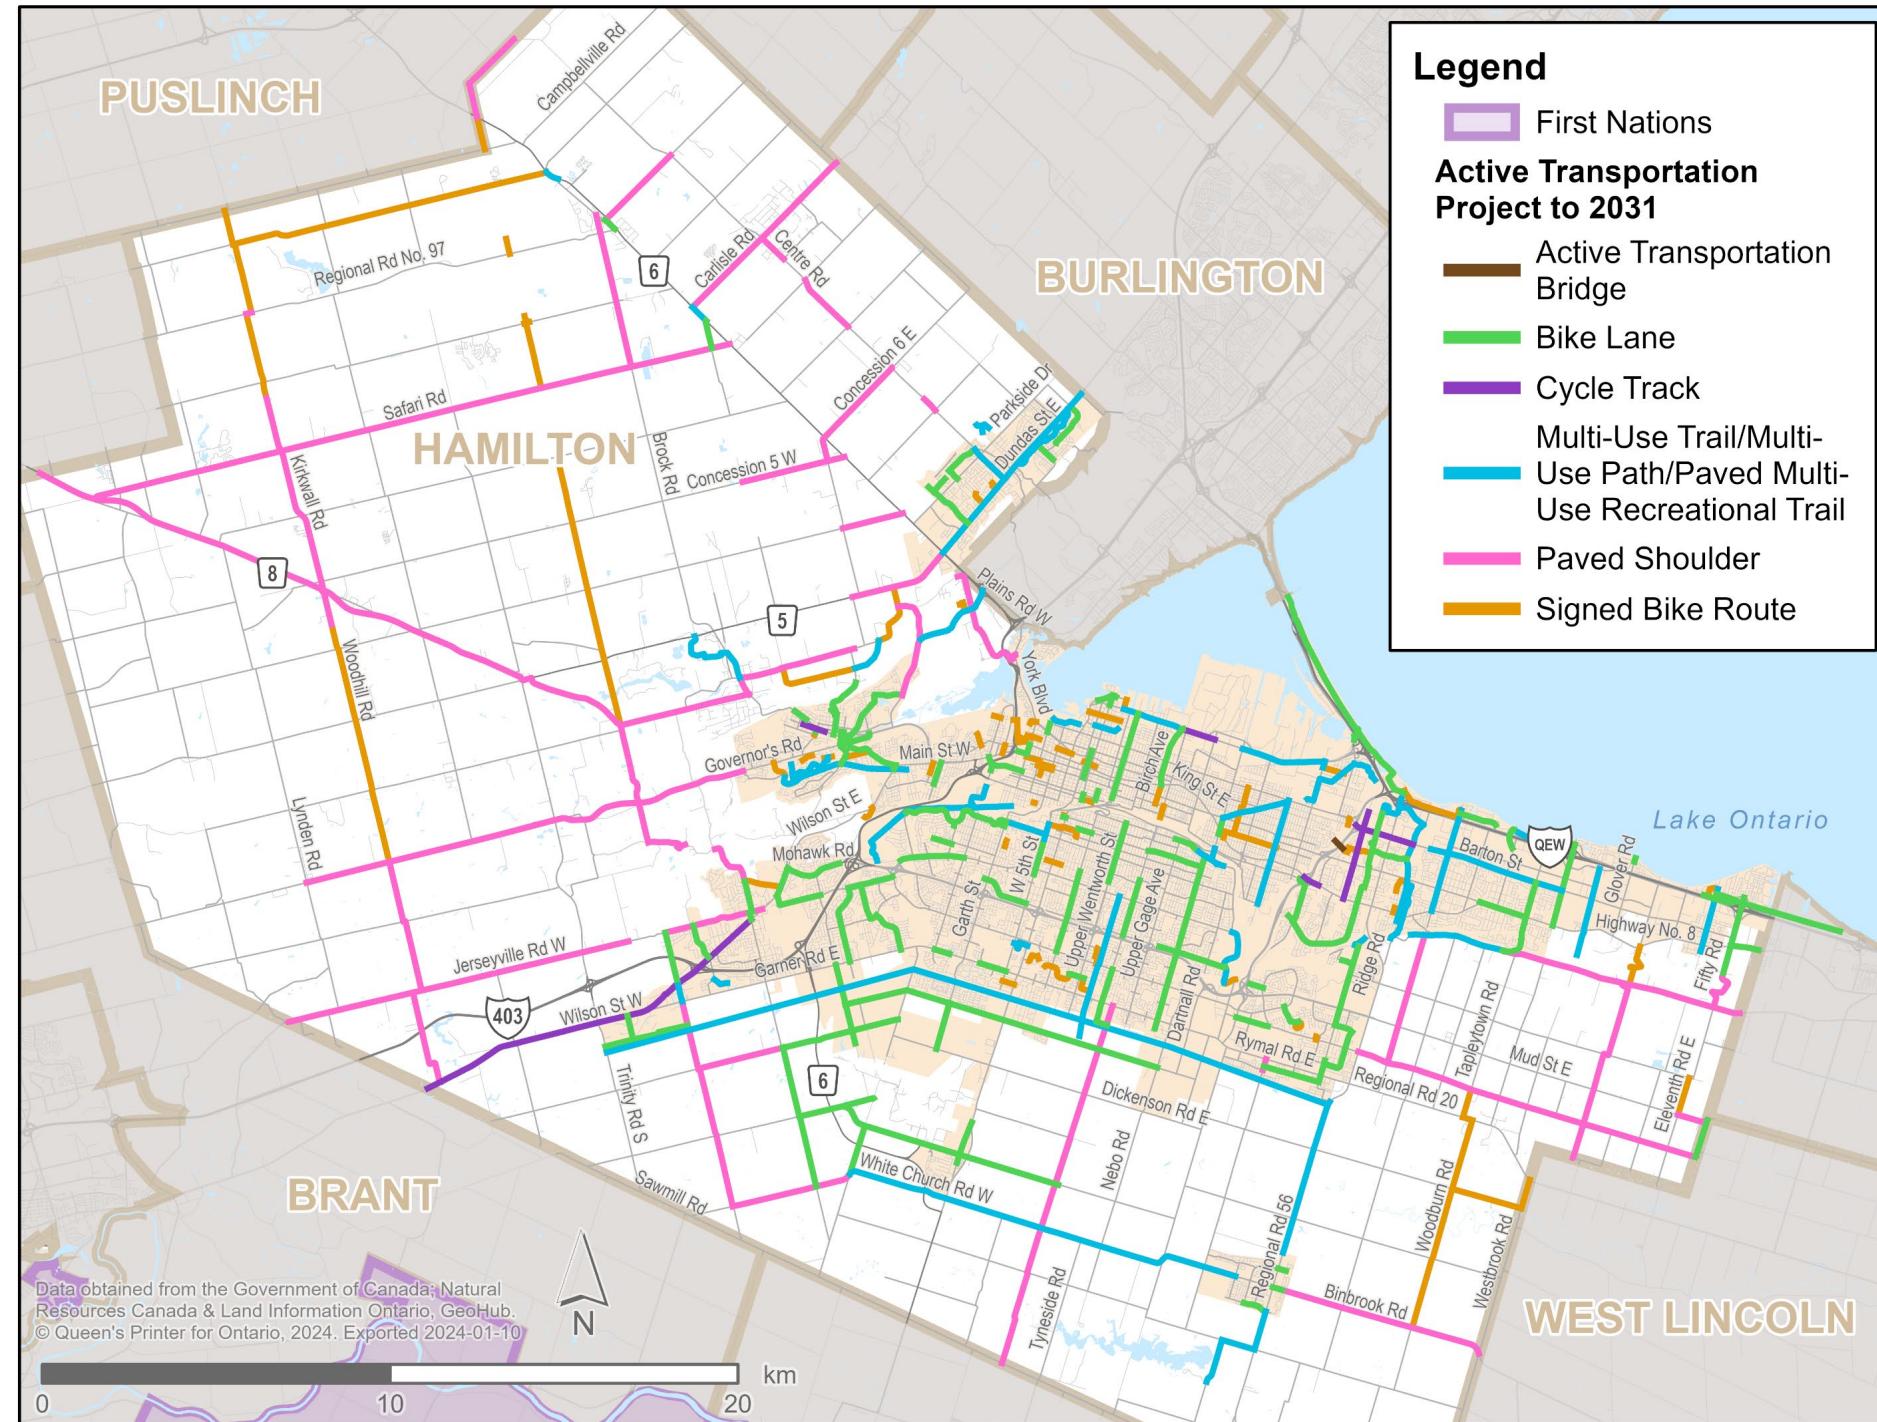 PUSLINCH
Campbellville Rd
Legend
First Nations
Active Transportation
Project to 2031
Active Transportation
Bridge
Bike Lane
Cycle Track
Multi-Use Trail/Multi-
Use Path/Paved Multi-
Use Recreational Trail
Paved Shoulder
Signed Bike Route
Regional Rd No. 97
6
Carlisle Rd
Centre Rd
BURLINGTON
Concession 6 E
Parkside Dr
Dundas St E
Safari Rd
HAMILTON
Brock Rd
Concession 5 W
Kirkwall Rd
8
5
Plains Rd W
Woodhill Rd
York Blvd
Governor's Rd
Main St W
Birch Ave
King St E
Lynden Rd
Wilson St E
Mohawk Rd
W 5th St
Upper Wentworth St
Garth St
Upper Gage Ave
Barton St
QEW
Glover Rd
Lake Ontario
Highway No. 8
Fifty Rd
Jerseyville Rd W
Garner Rd E
Ridge Rd
Dartnall Rd
403
Wilson St W
Tapleytown Rd
Rymal Rd E
Mud St E
Eleventh Rd E
Regional Rd 20
6
Trinity Rd S
Dickenson Rd E
Nebo Rd
White Church Rd W
Sawmill Rd
BRANT
Woodburn Rd
Westbrook Rd
Regional Rd 56
Binbrook Rd
Tyneside Rd
WEST LINCOLN
Data obtained from the Government of Canada; Natural
Resources Canada & Land Information Ontario, GeoHub.
© Queen's Printer for Ontario, 2024. Exported 2024-01-10
N
km
0
10
20